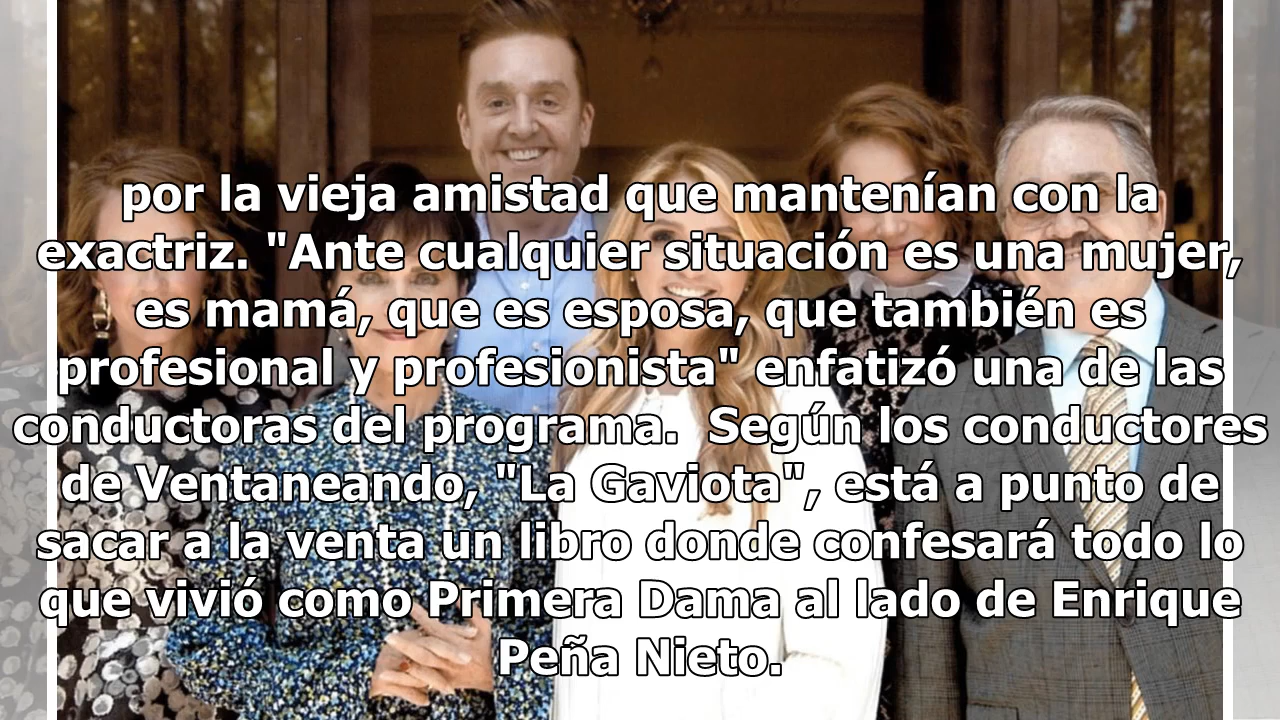 por la vieja amistad que mantenían con la
exactriz. "Ante cualquier situación es una mujer,
es mamá, que es esposa, que también es
profesional y profesionista" enfatizó una de las
conductoras del programa.  Según los conductores
de Ventaneando, "La Gaviota", está a punto de
sacar a la venta un libro donde confesará todo lo
que vivió como Primera Dama al lado de Enrique
Peña Nieto.